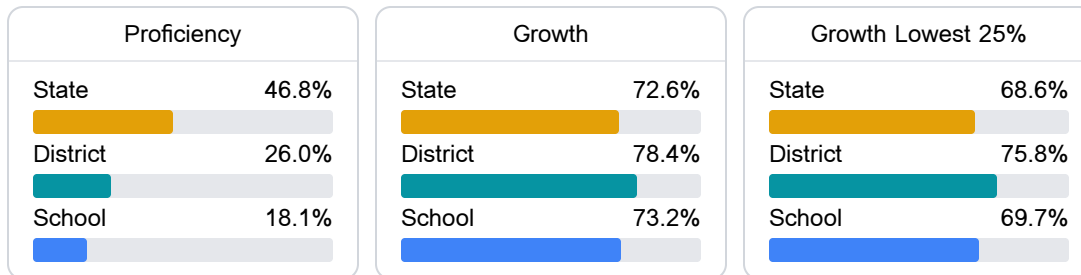 Proficiency
State 46.8%
District 26.0%
School 18.1%
Growth
State 72.6%
District 78.4%
School 73.2%
Growth Lowest 25%
State 68.6%
District 75.8%
School 69.7%